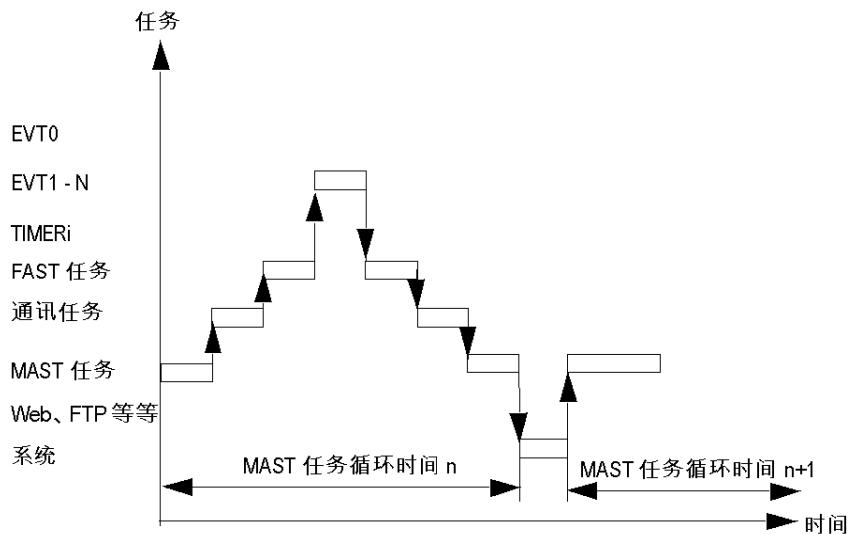 任务
EVT0
EVT1 - N
TIMERi
FAST 任务
通讯任务
MAST 任务
Web、FTP 等等
系统
MAST 任务循环时间 n
MAST 任务循环时间 n+1
时间